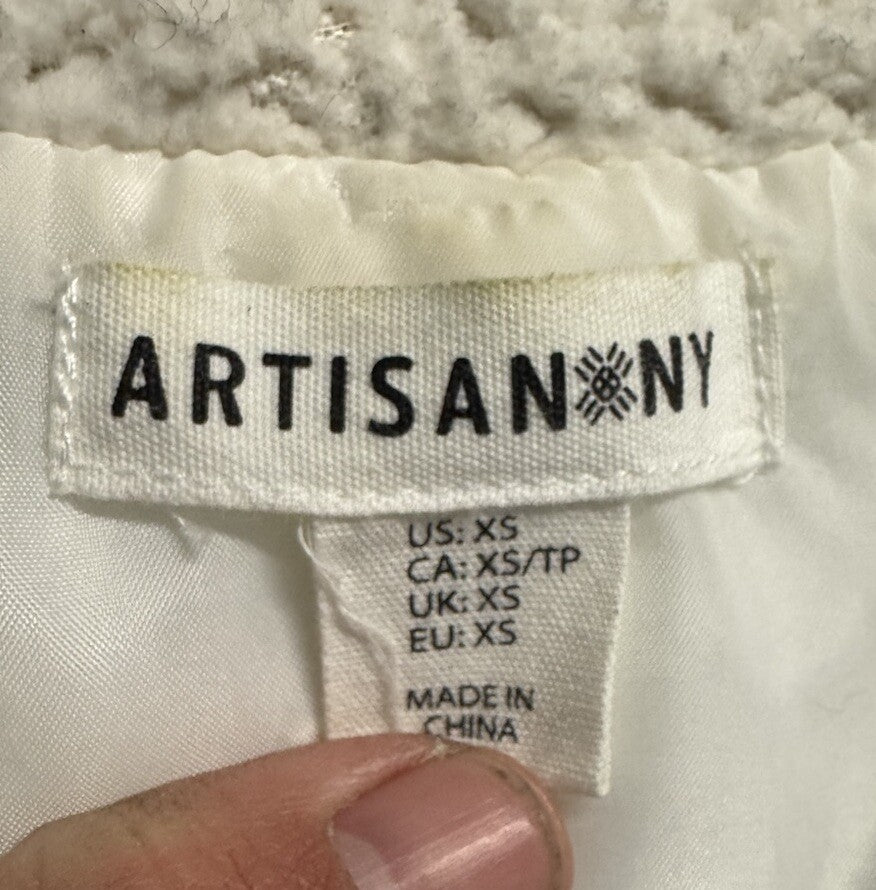 ARTISAN NY
US: XS
CA: XS/TP
UK: XS
EU: XS
MADE IN
CHINA